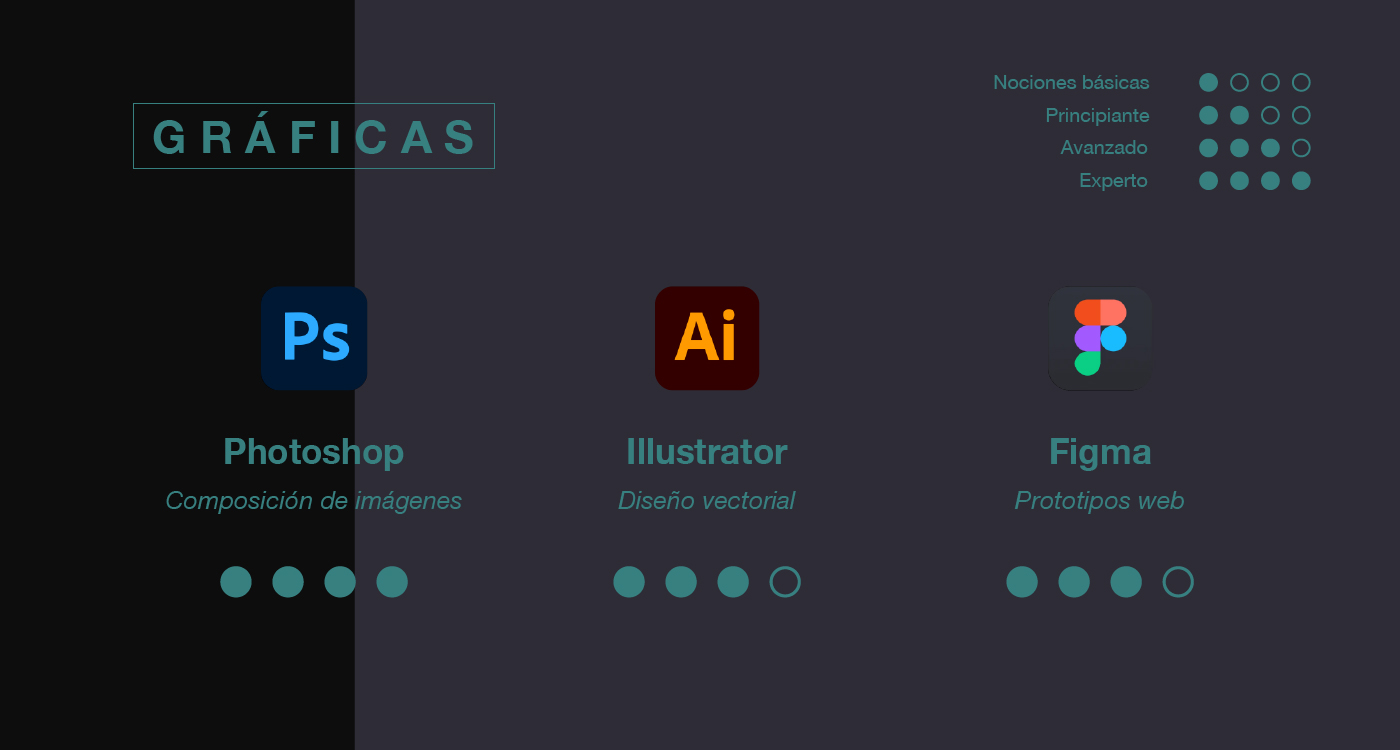 GRÁFICAS
Nociones básicas
Principiante
Avanzado
Experto
Ps
Ai
Photoshop
Illustrator
Figma
Composición de imágenes
Diseño vectorial
Prototipos web